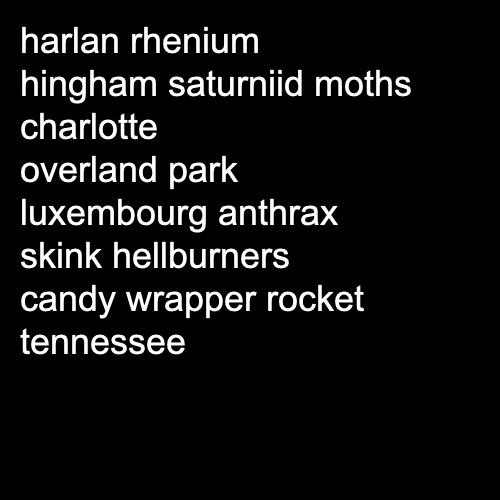 harlan rhenium
hingham saturniid moths
charlotte
overland park
luxembourg anthrax
skink hellburners
candy wrapper rocket
tennessee